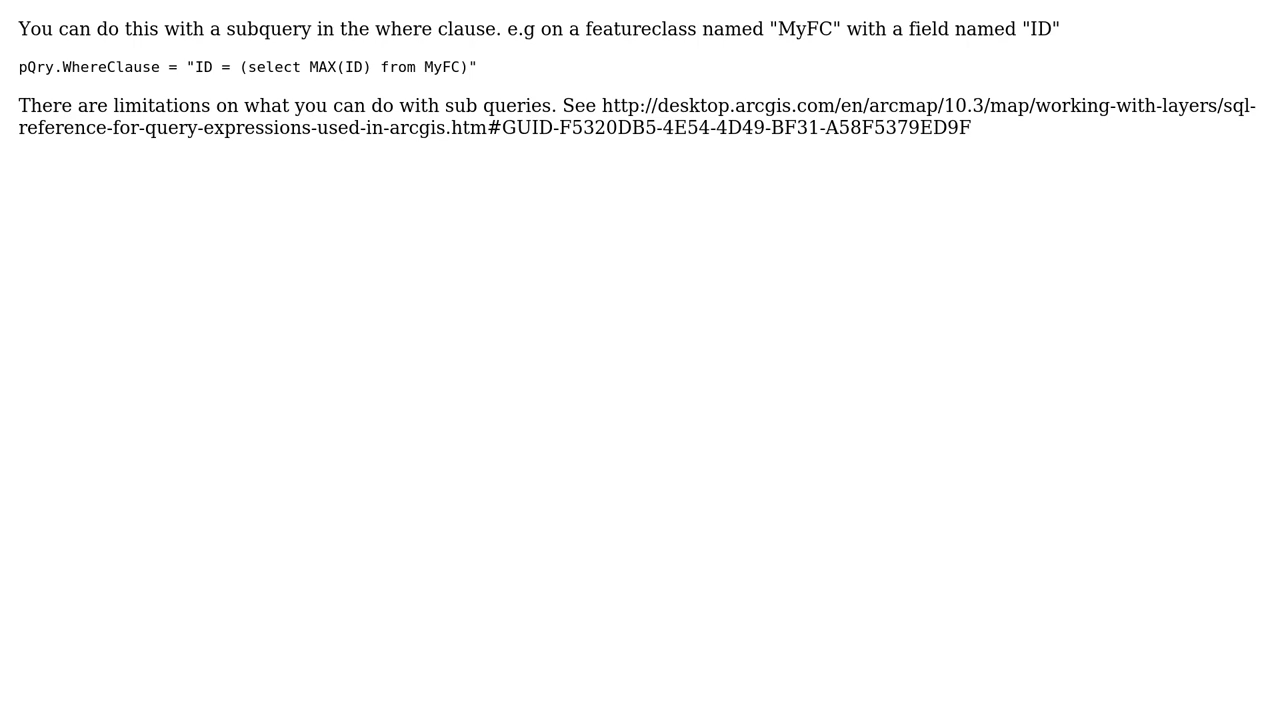 You can do this with a subquery in the where clause. e.g on a featureclass named "MyFC" with a field named "ID"
pQry.WhereClause = "ID = (select MAX(ID) from MyFC)"
There are limitations on what you can do with sub queries. See http://desktop.arcgis.com/en/arcmap/10.3/map/working-with-layers/sql-
reference-for-query-expressions-used-in-arcgis.htm#GUID-F5320DB5-4E54-4D49-BF31-A58F5379ED9F